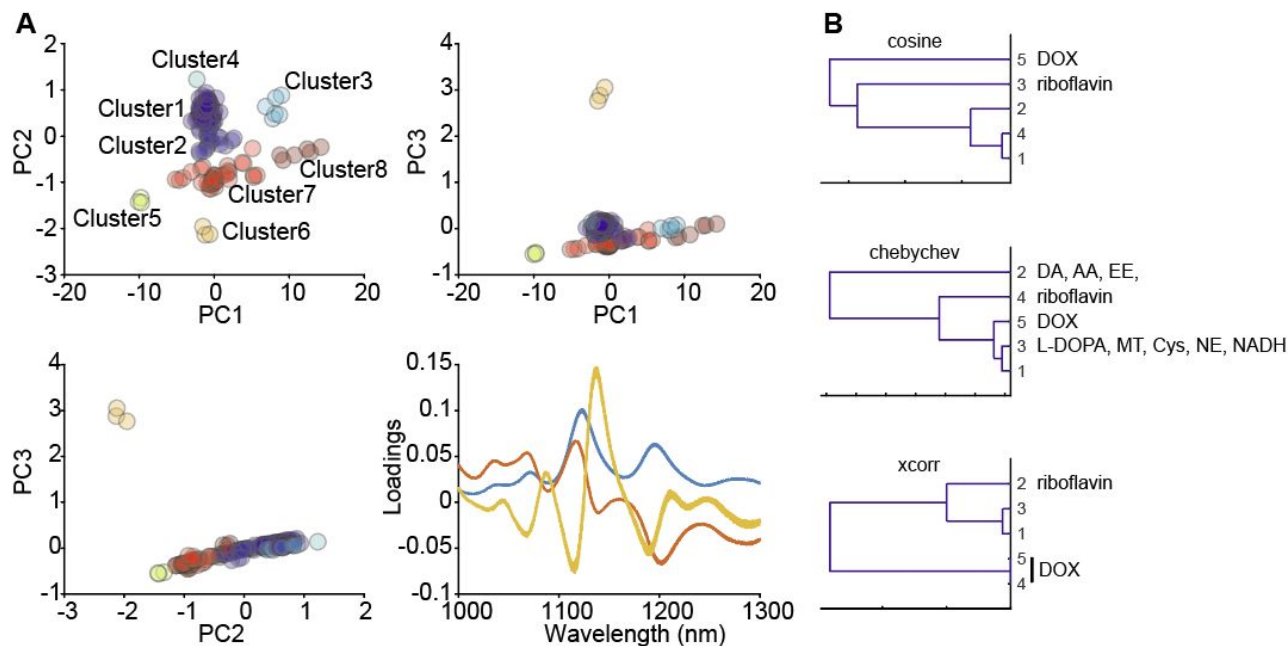 A
2
1
0
-1
-2
-3
PC2
-20
-10
0
10
20
PC1
Cluster4
Cluster3
Cluster1
Cluster2
Cluster8
Cluster7
Cluster5
Cluster6
4
3
2
1
0
-1
PC3
-20
-10
0
10
20
PC1
4
3
2
1
0
-1
PC3
-3
-2
-1
0
1
2
PC2
0.15
0.1
0.05
0
-0.05
-0.1
Loadings
1000
1100
1200
1300
Wavelength (nm)
B
cosine
5 DOX
3 riboflavin
2
4
1
chebychev
2 DA, AA, EE,
4 riboflavin
5 DOX
3 L-DOPA, MT, Cys, NE, NADH
1
xcorr
2 riboflavin
3
1
5
DOX
4